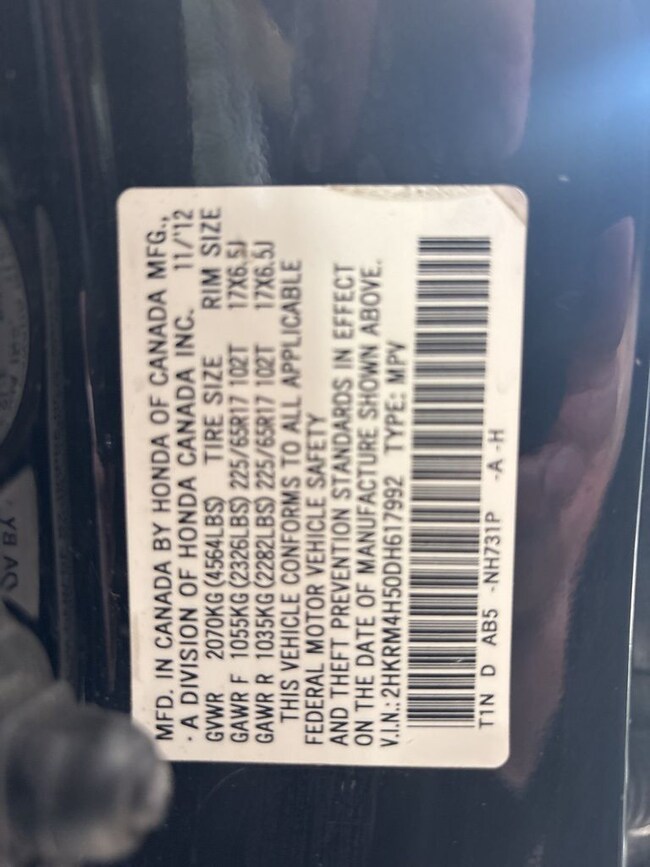 MFD. IN CANADA BY HONDA OF CANADA MFG.,
- A DIVISION OF HONDA CANADA INC. 11/'12
GVWR 2070KG (4564LBS) TIRE SIZE RIM SIZE
GAWR F 1055KG (2326LBS) 225/65R17 102T 17X6.5J
GAWR R 1035KG (2282LBS) 225/65R17 102T 17X6.5J
THIS VEHICLE CONFORMS TO ALL APPLICABLE
FEDERAL MOTOR VEHICLE SAFETY
AND THEFT PREVENTION STANDARDS IN EFFECT
ON THE DATE OF MANUFACTURE SHOWN ABOVE.
V.I.N.: 2HKRM4H50DH617992 TYPE: MPV
T1N D AB5 -NH731P -A-H